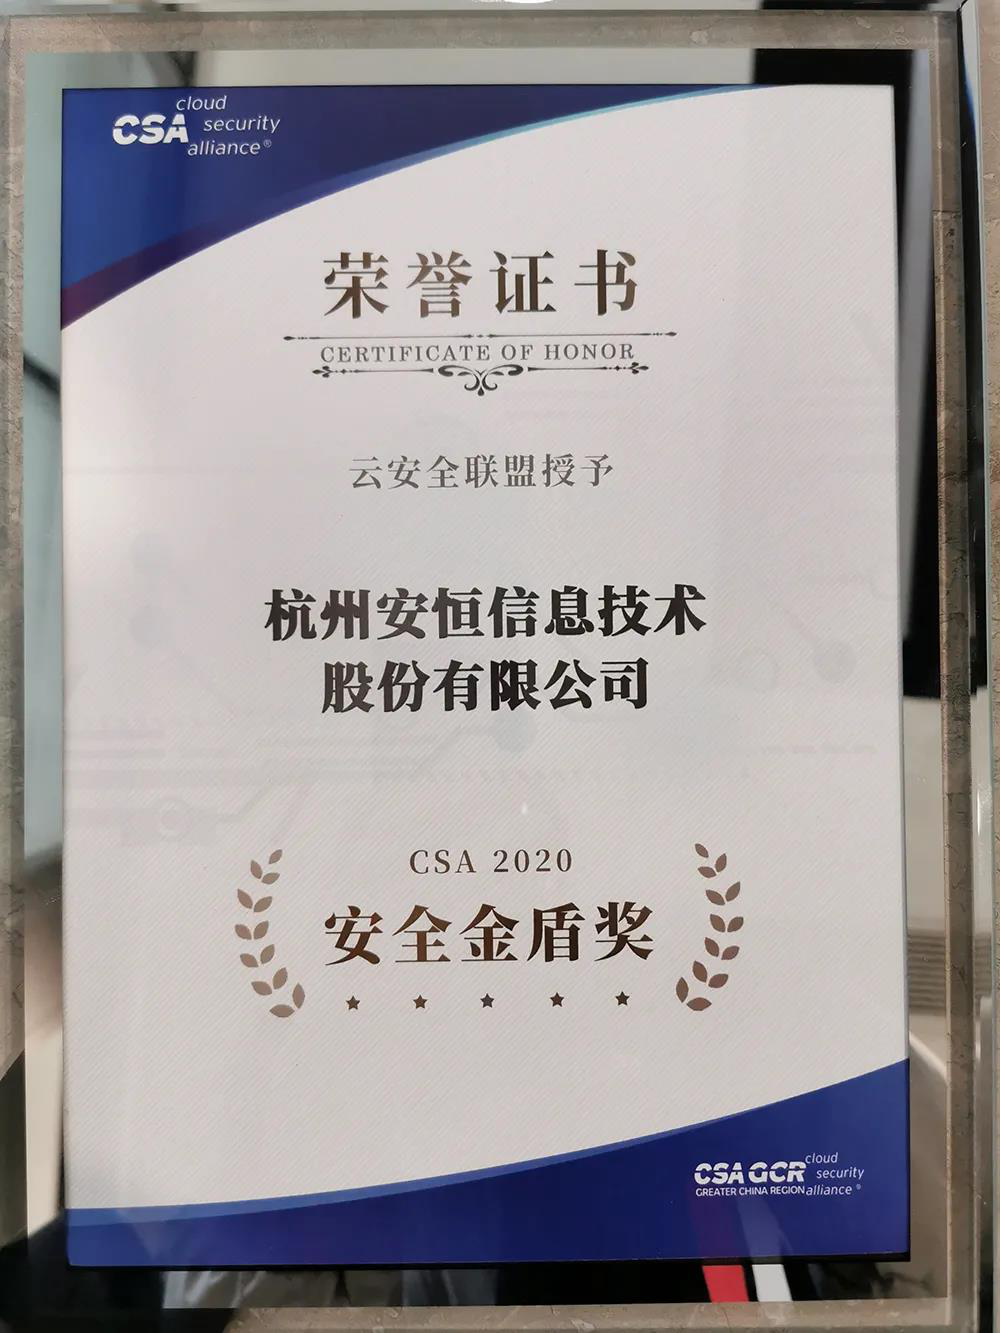 cloud
CSA security
alliance®
荣誉证书
CERTIFICATE OF HONOR
云安全联盟授予
杭州安恒信息技术
股份有限公司
CSA 2020
安全金盾奖
cloud
CSA GCR security
GREATER CHINA REGION alliance®